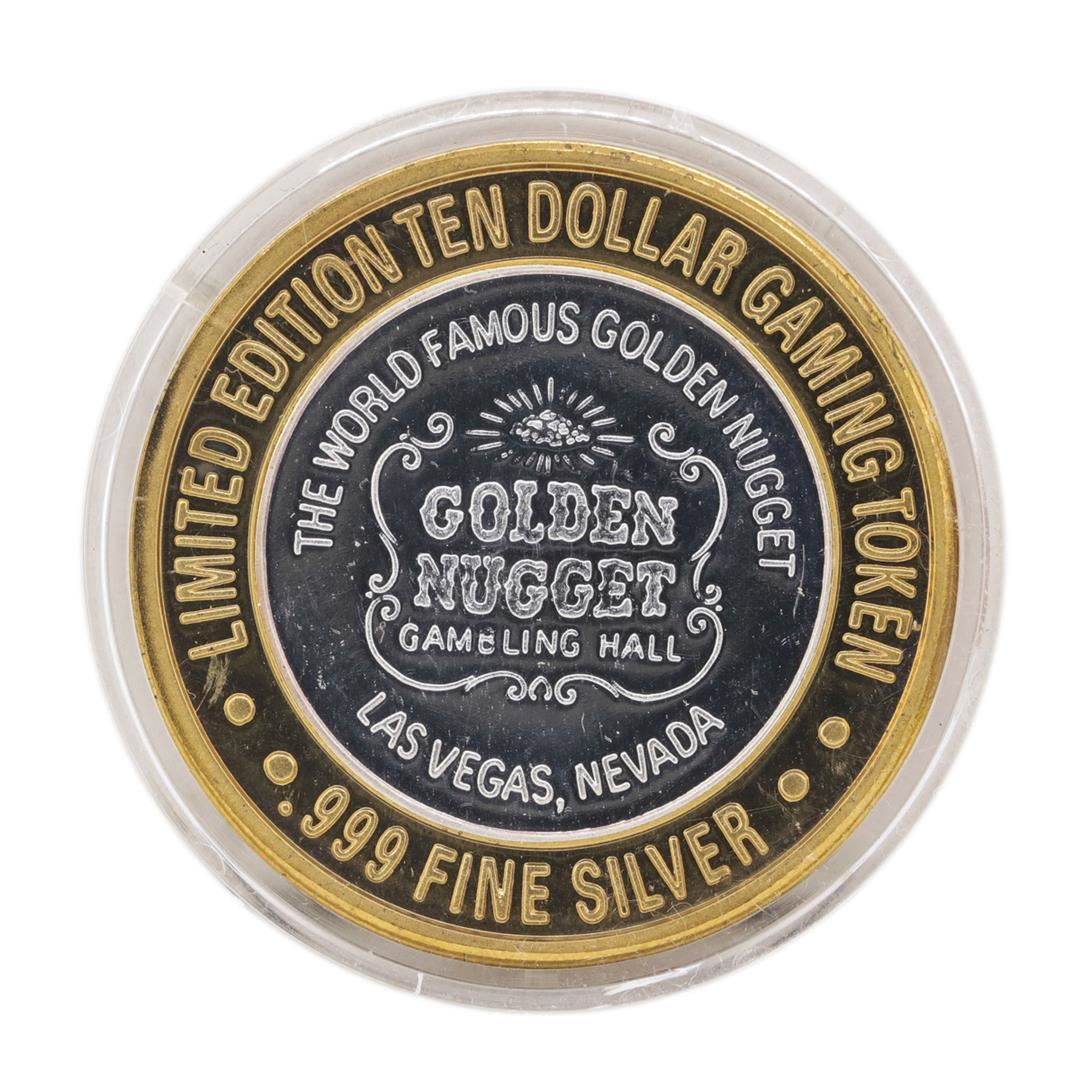 LIMITED EDITION TEN DOLLAR GAMING TOKEN
THE WORLD FAMOUS GOLDEN NUGGET
GOLDEN
NUGGET
GAMBLING HALL
LAS VEGAS, NEVADA
.999 FINE SILVER